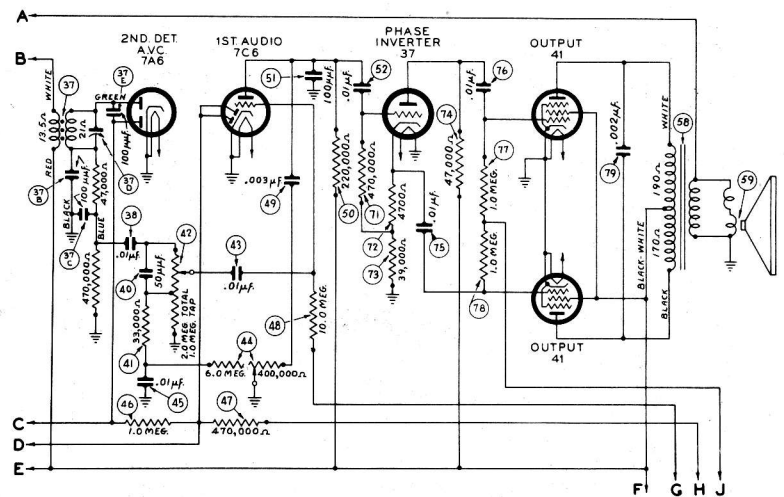 A
B
C
D
E
F
G
H
J
2ND. DET.
A.V.C.
7A6
1ST. AUDIO
7C6
PHASE
INVERTER
37
OUTPUT
41
OUTPUT
41
WHITE
13.5Ω
RED
37
21Ω
GREEN
37
E
100μμf.
37
D
37
B
100μμf.
47,000Ω
BLACK
BLUE
37
C
470,000Ω
38
.01μf.
40
50μμf.
42
2.0 MEG. TOTAL
1.0 MEG. TAP
33,000Ω
41
.01μf.
45
46
1.0 MEG.
43
.01μf.
44
6.0 MEG.
400,000Ω
47
470,000Ω
48
10.0 MEG.
.003μf.
49
51
100μμf.
220,000Ω
50
52
.01μf.
470,000Ω
71
4700Ω
72
73
39,000Ω
.01μf.
75
74
47,000Ω
.01μf.
76
77
1.0 MEG.
1.0 MEG.
78
.002μf.
79
WHITE
190Ω
170Ω
BLACK-WHITE
BLACK
58
59